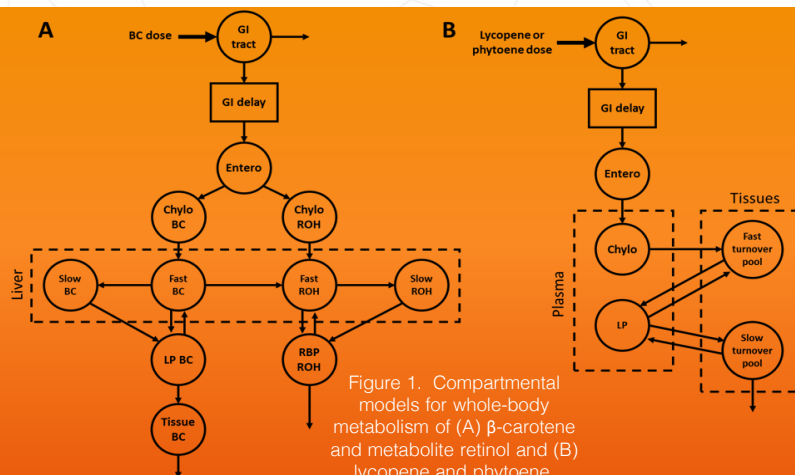 A
BC dose
GI
tract
GI delay
Entero
Chylo
BC
Chylo
ROH
Liver
Slow
BC
Fast
BC
Fast
ROH
Slow
ROH
LP BC
RBP
ROH
Tissue
BC
B
Lycopene or
phytoene dose
GI
tract
GI delay
Entero
Tissues
Plasma
Chylo
Fast
turnover
pool
LP
Slow
turnover
pool
Figure 1. Compartmental
models for whole-body
metabolism of (A) β-carotene
and metabolite retinol and (B)
lycopene and phytoene